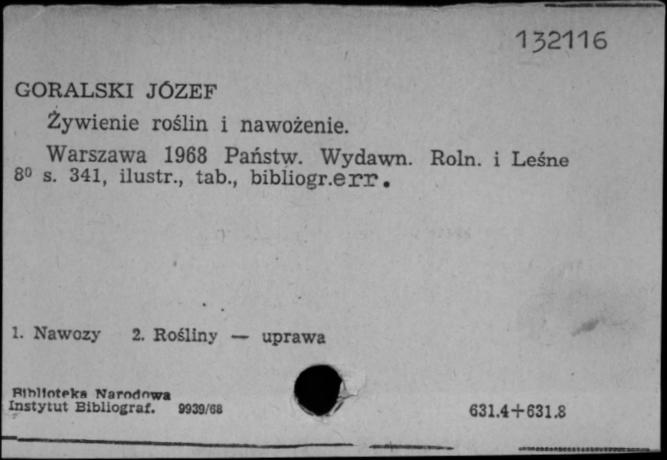 132116
GORALSKI JÓZEF
Żywienie roślin i nawożenie.
Warszawa 1968 Państw. Wydawn. Roln. i Leśne
8⁰ s. 341, ilustr., tab., bibliogr.err.
1. Nawozy 2. Rośliny — uprawa
Biblioteka Narodowa
Instytut Bibliograf. 9939/68
631.4+631.8